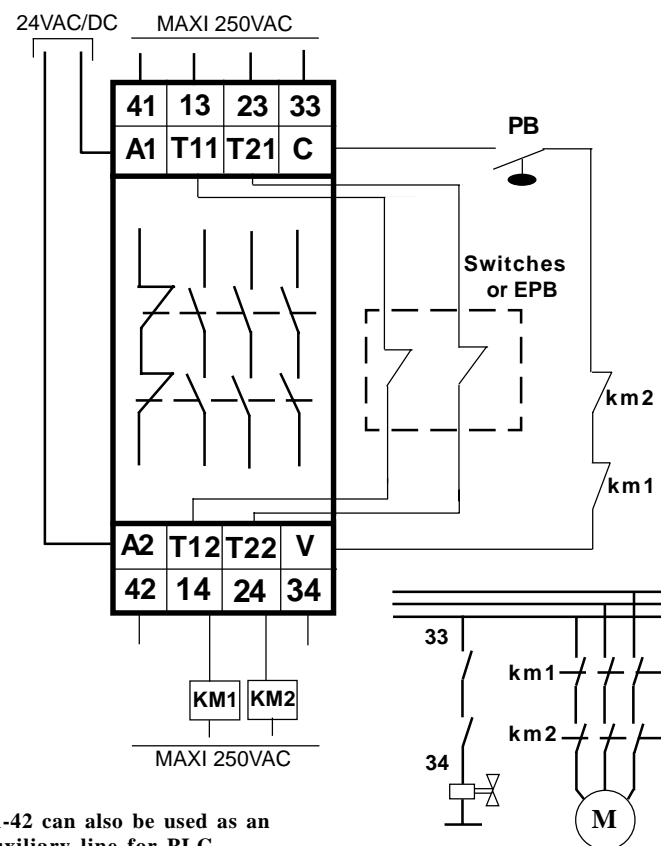 24VAC/DC MAXI 250VAC
41 13 23 33
A1 T11 T21 C
PB
Switches
or EPB
km2
km1
A2 T12 T22 V
42 14 24 34
33
km1
KM1 KM2
km2
34
MAXI 250VAC
M
-42 can also be used as an
uxiliary line for PLC